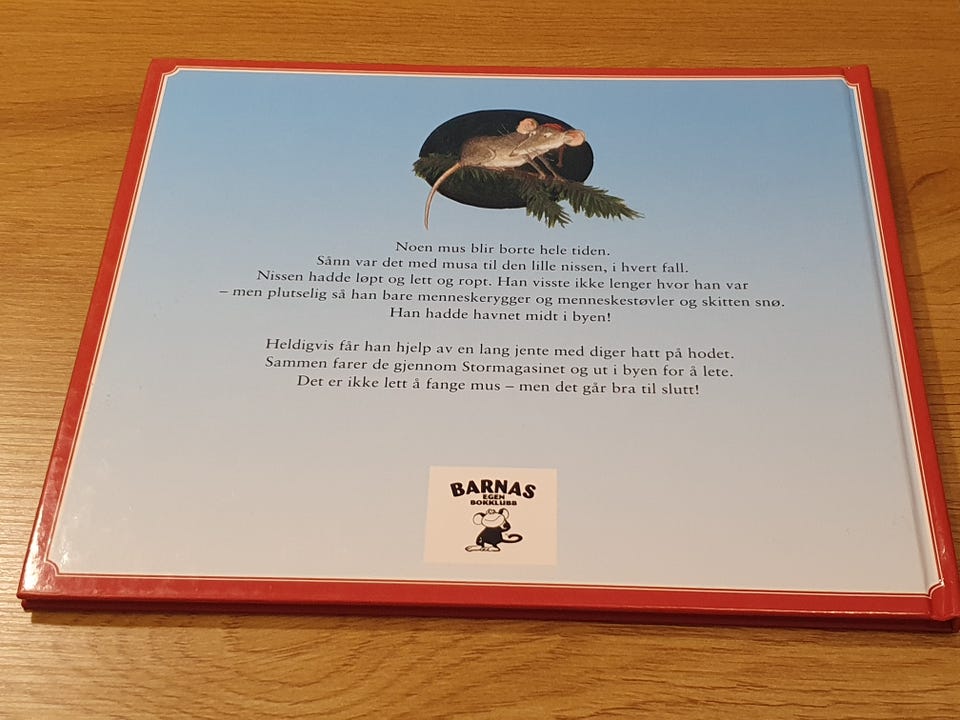 Noen mus blir borte hele tiden.
Sånn var det med musa til den lille nissen, i hvert fall.
Nissen hadde løpt og lett og ropt. Han visste ikke lenger hvor han var
– men plutselig så han bare menneskerygger og menneskestøvler og skitten snø.
Han hadde havnet midt i byen!
Heldigvis får han hjelp av en lang jente med diger hatt på hodet.
Sammen farer de gjennom Stormagasinet og ut i byen for å lete.
Det er ikke lett å fange mus – men det går bra til slutt!
BARNAS
EGEN
BOKKLUBB